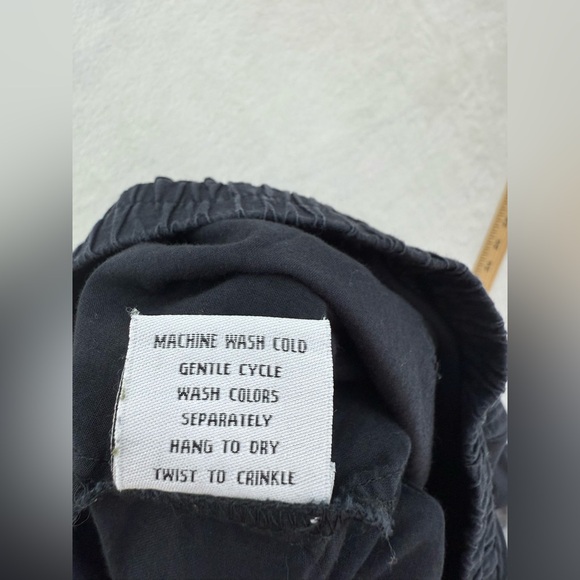 MACHINE WASH COLD
GENTLE CYCLE
WASH COLORS
SEPARATELY
HANG TO DRY
TWIST TO CRINKLE